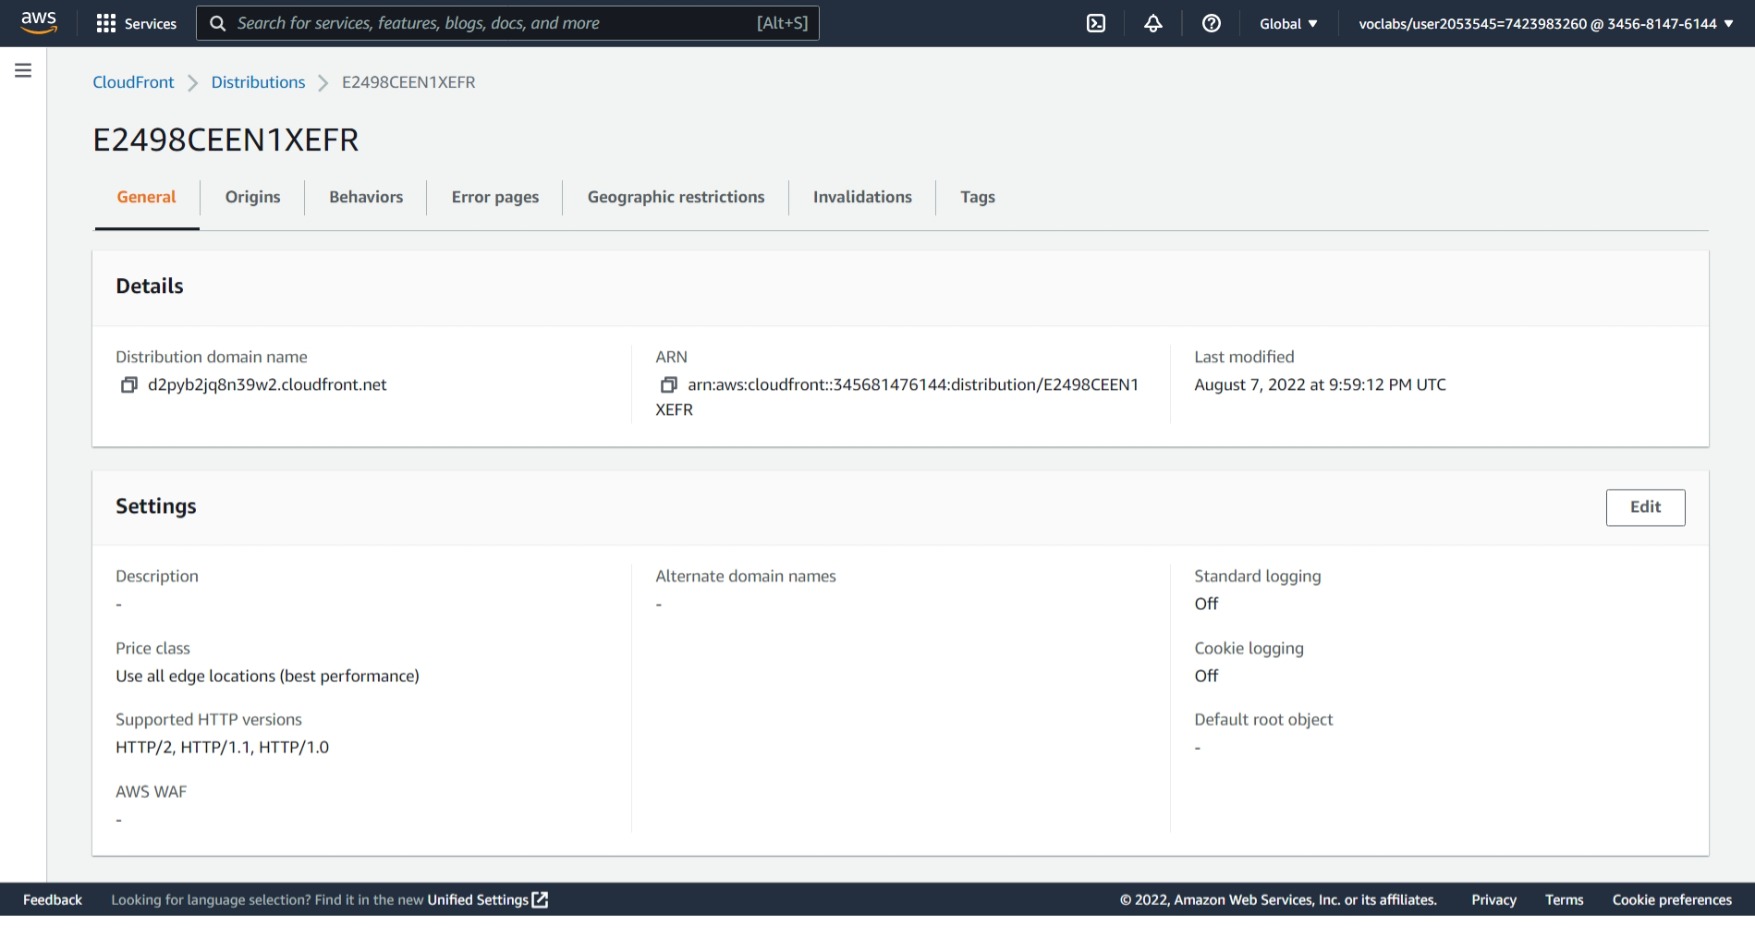 aws
Services
Search for services, features, blogs, docs, and more [Alt+S]
Global
voclabs/user2053545=7423983260 @ 3456-8147-6144
CloudFront
Distributions
E2498CEEN1XEFR
E2498CEEN1XEFR
General
Origins
Behaviors
Error pages
Geographic restrictions
Invalidations
Tags
Details
Distribution domain name
d2pyb2jq8n39w2.cloudfront.net
ARN
arn:aws:cloudfront::345681476144:distribution/E2498CEEN1
XEFR
Last modified
August 7, 2022 at 9:59:12 PM UTC
Settings
Edit
Description
-
Price class
Use all edge locations (best performance)
Supported HTTP versions
HTTP/2, HTTP/1.1, HTTP/1.0
AWS WAF
-
Alternate domain names
-
Standard logging
Off
Cookie logging
Off
Default root object
-
Feedback
Looking for language selection? Find it in the new Unified Settings
© 2022, Amazon Web Services, Inc. or its affiliates.
Privacy
Terms
Cookie preferences